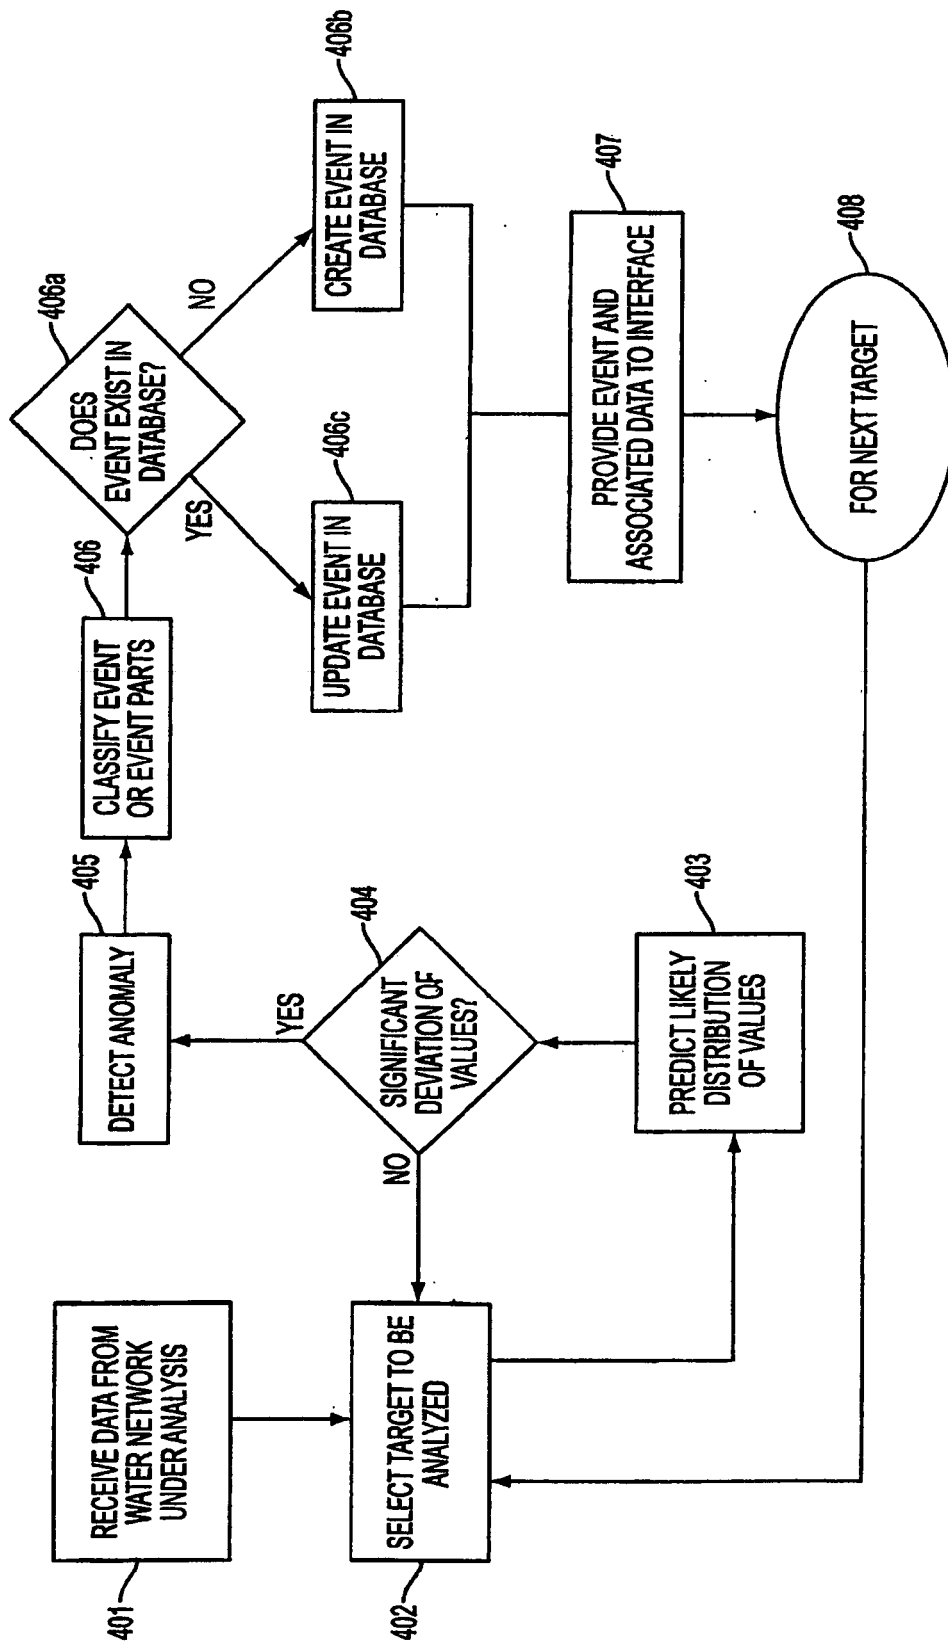 401
RECEIVE DATA FROM
WATER NETWORK
UNDER ANALYSIS
402
SELECT TARGET TO BE
ANALYZED
403
PREDICT LIKELY
DISTRIBUTION
OF VALUES
404
SIGNIFICANT
DEVIATION OF
VALUES?
NO
YES
405
DETECT ANOMALY
406
CLASSIFY EVENT
OR EVENT PARTS
406a
DOES
EVENT EXIST IN
DATABASE?
YES
NO
406c
UPDATE EVENT IN
DATABASE
406b
CREATE EVENT IN
DATABASE
407
PROVIDE EVENT AND
ASSOCIATED DATA TO INTERFACE
408
FOR NEXT TARGET